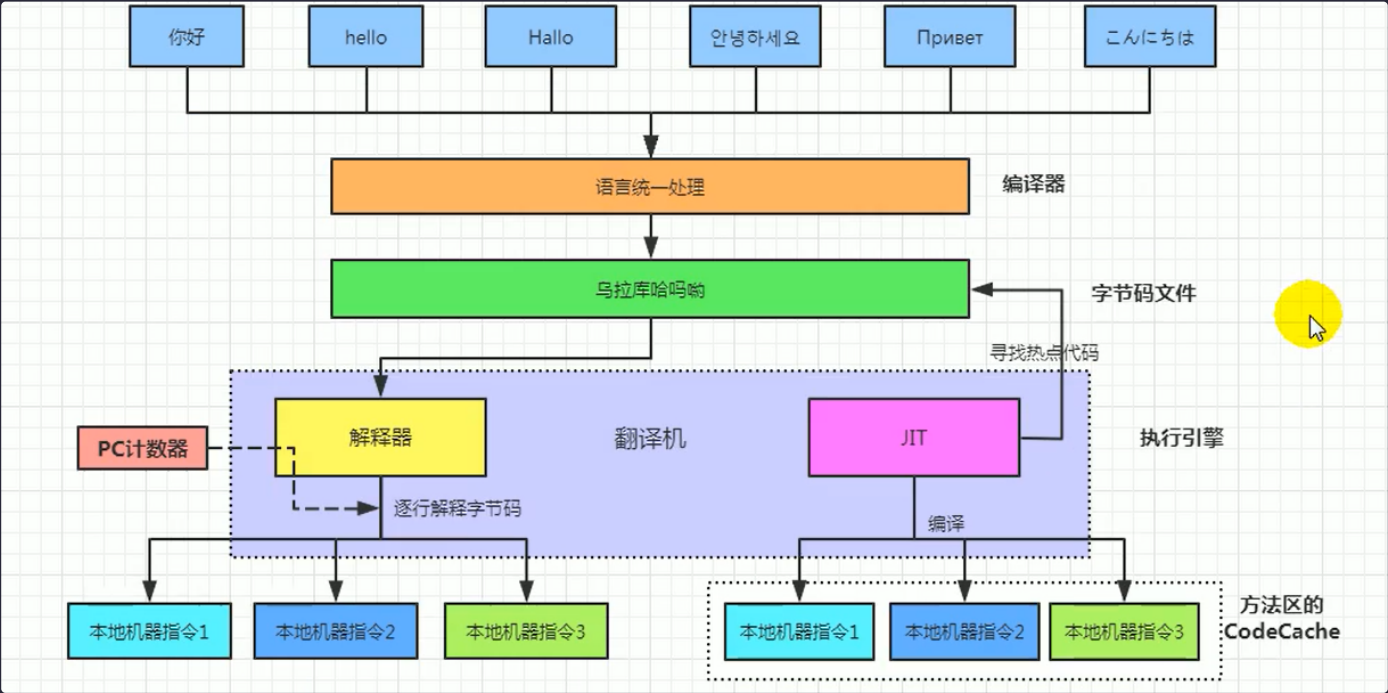 你好
hello
Hallo
안녕하세요
Привет
こんにちは
语言统一处理
编译器
乌拉库哈吗呦
字节码文件
寻找热点代码
PC计数器
解释器
翻译机
JIT
执行引擎
逐行解释字节码
编译
本地机器指令1
本地机器指令2
本地机器指令3
本地机器指令1
本地机器指令2
本地机器指令3
方法区的
CodeCache